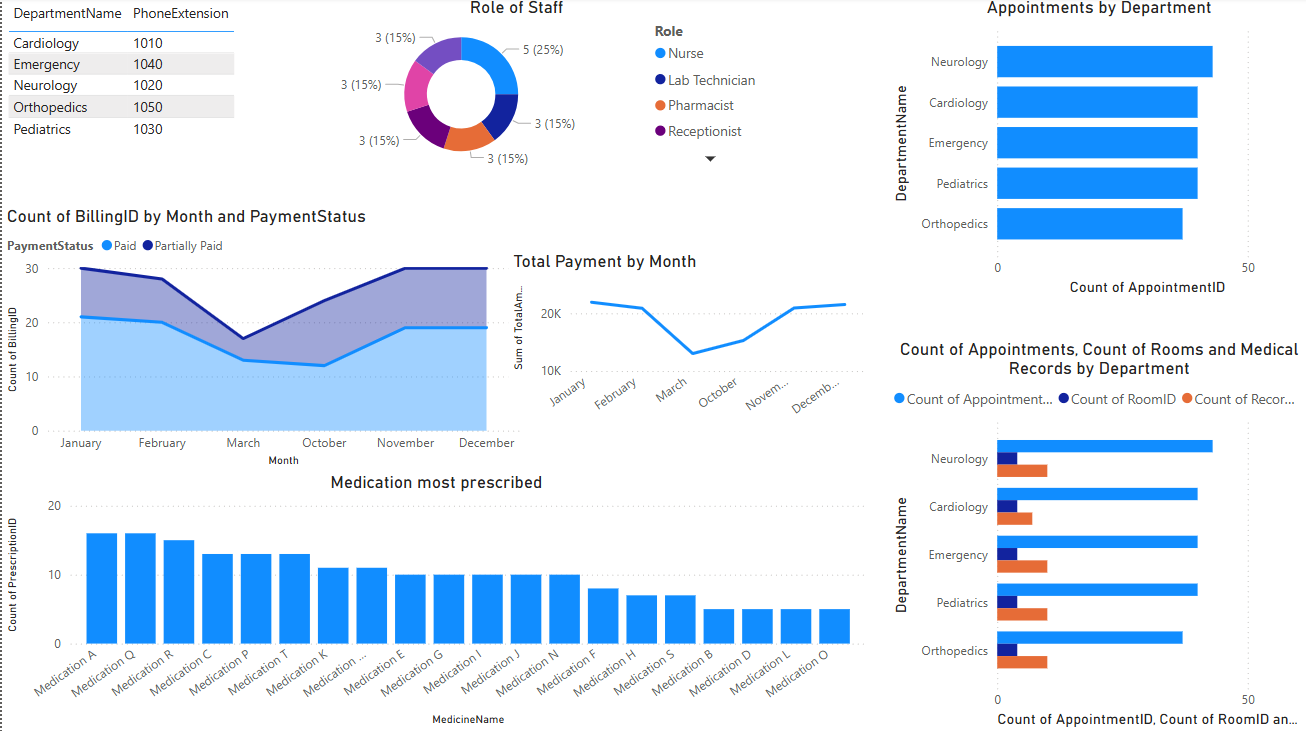 DepartmentName PhoneExtension
Cardiology 1010
Emergency 1040
Neurology 1020
Orthopedics 1050
Pediatrics 1030
Role of Staff
3 (15%)
5 (25%)
3 (15%)
3 (15%)
3 (15%)
3 (15%)
Role
Nurse
Lab Technician
Pharmacist
Receptionist
Appointments by Department
DepartmentName
Neurology
Cardiology
Emergency
Pediatrics
Orthopedics
0 50
Count of AppointmentID
Count of BillingID by Month and PaymentStatus
PaymentStatus Paid Partially Paid
Count of BillingID
30
20
10
0
January February March October November December
Month
Total Payment by Month
Sum of TotalAm...
20K
10K
January February March October Novem... Decemb...
Count of Appointments, Count of Rooms and Medical
Records by Department
Count of Appointment... Count of RoomID Count of Recor...
DepartmentName
Neurology
Cardiology
Emergency
Pediatrics
Orthopedics
0 50
Count of AppointmentID, Count of RoomID an...
Medication most prescribed
Count of PrescriptionID
20
10
0
Medication A Medication Q Medication R Medication C Medication P Medication T Medication K Medication ... Medication E Medication G Medication I Medication J Medication N Medication F Medication H Medication S Medication B Medication D Medication L Medication O
MedicineName